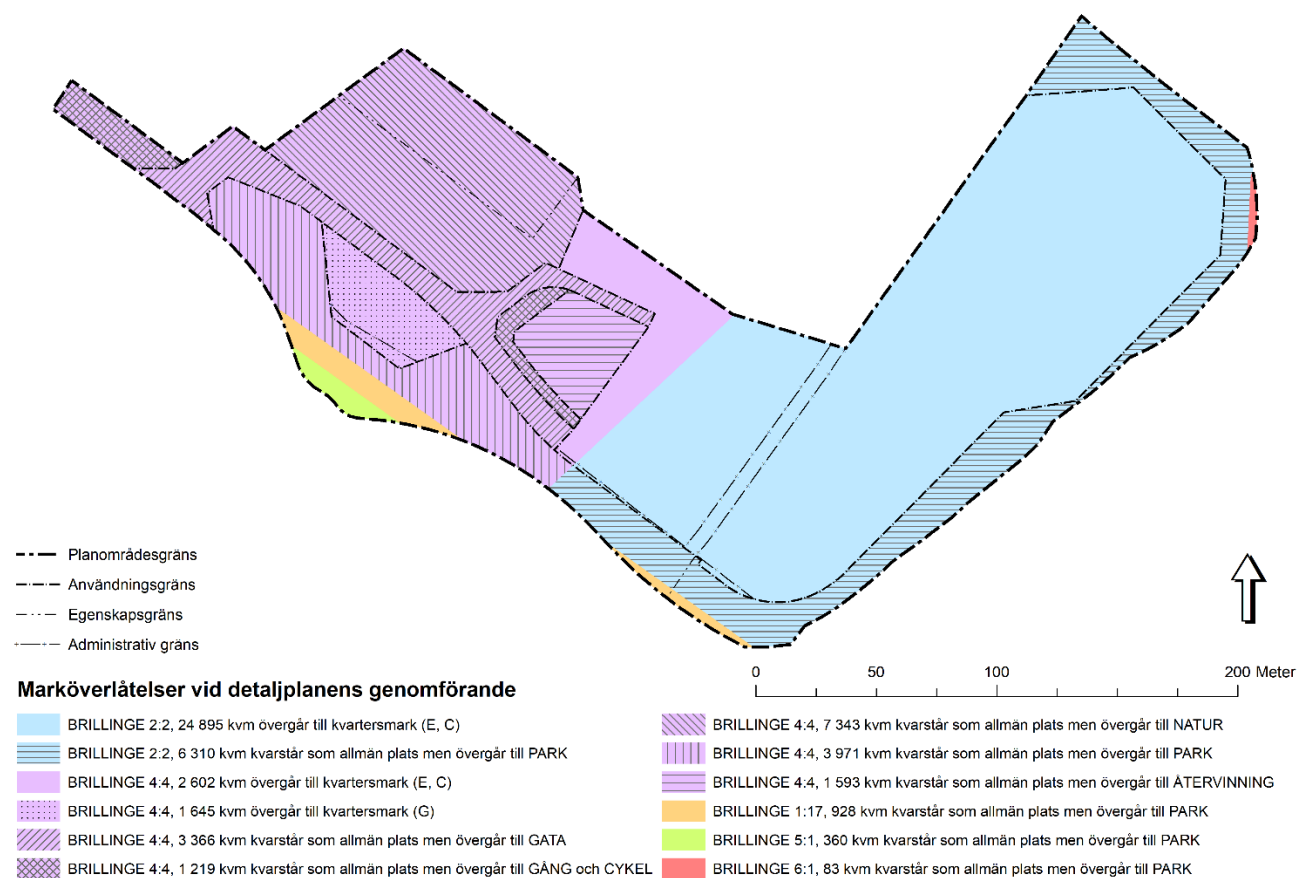 Planområdesgräns
Användningsgräns
Egenskapsgräns
Administrativ gräns
0 50 100 200 Meter
Marköverlåtelser vid detaljplanens genomförande
BRILLINGE 2:2, 24 895 kvm övergår till kvartersmark (E, C)
BRILLINGE 2:2, 6 310 kvm kvarstår som allmän plats men övergår till PARK
BRILLINGE 4:4, 2 602 kvm övergår till kvartersmark (E, C)
BRILLINGE 4:4, 1 645 kvm övergår till kvartersmark (G)
BRILLINGE 4:4, 3 366 kvm kvarstår som allmän plats men övergår till GATA
BRILLINGE 4:4, 1 219 kvm kvarstår som allmän plats men övergår till GÅNG och CYKEL
BRILLINGE 4:4, 7 343 kvm kvarstår som allmän plats men övergår till NATUR
BRILLINGE 4:4, 3 971 kvm kvarstår som allmän plats men övergår till PARK
BRILLINGE 4:4, 1 593 kvm kvarstår som allmän plats men övergår till ÅTERVINNING
BRILLINGE 1:17, 928 kvm kvarstår som allmän plats men övergår till PARK
BRILLINGE 5:1, 360 kvm kvarstår som allmän plats men övergår till PARK
BRILLINGE 6:1, 83 kvm kvarstår som allmän plats men övergår till PARK